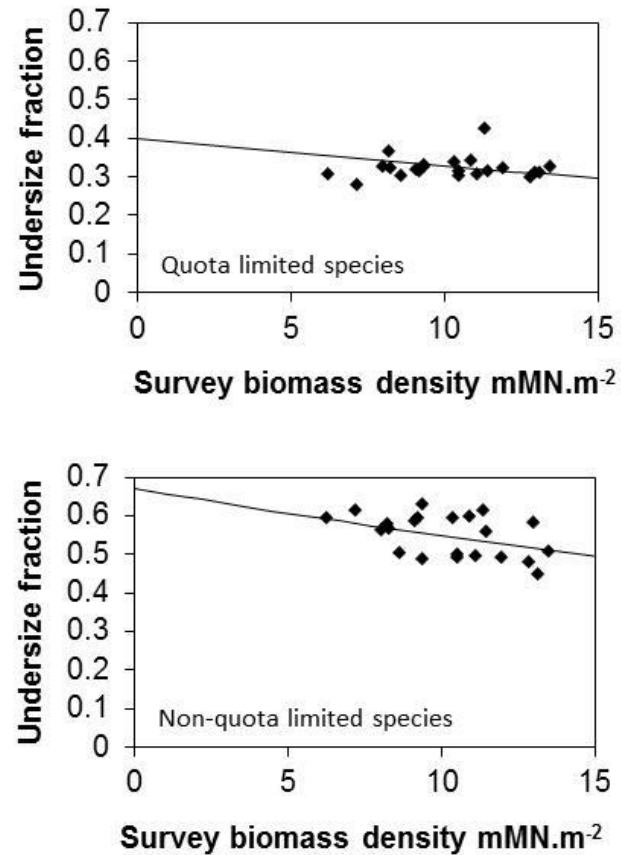 0.7
0.6
0.5
0.4
0.3
0.2
0.1
0
Undersize fraction
Quota limited species
0 5 10 15
Survey biomass density mMN.m-2
0.7
0.6
0.5
0.4
0.3
0.2
0.1
0
Undersize fraction
Non-quota limited species
0 5 10 15
Survey biomass density mMN.m-2